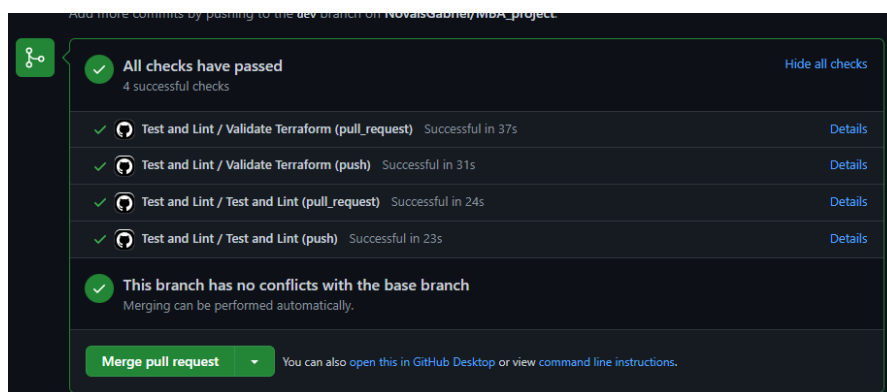 Add more commits by pushing to the dev branch on NovaisGabriel/MBA_project.
All checks have passed
Hide all checks
4 successful checks
Test and Lint / Validate Terraform (pull_request) Successful in 37s
Details
Test and Lint / Validate Terraform (push) Successful in 31s
Details
Test and Lint / Test and Lint (pull_request) Successful in 24s
Details
Test and Lint / Test and Lint (push) Successful in 23s
Details
This branch has no conflicts with the base branch
Merging can be performed automatically.
Merge pull request
You can also open this in GitHub Desktop or view command line instructions.